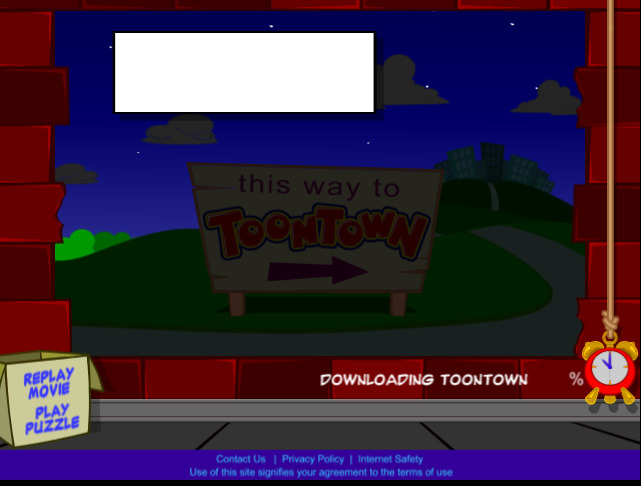 this way to
TOONTOWN
DOWNLOADING TOONTOWN %
REPLAY
MOVIE
PLAY
PUZZLE
Contact Us | Privacy Policy | Internet Safety
Use of this site signifies your agreement to the terms of use